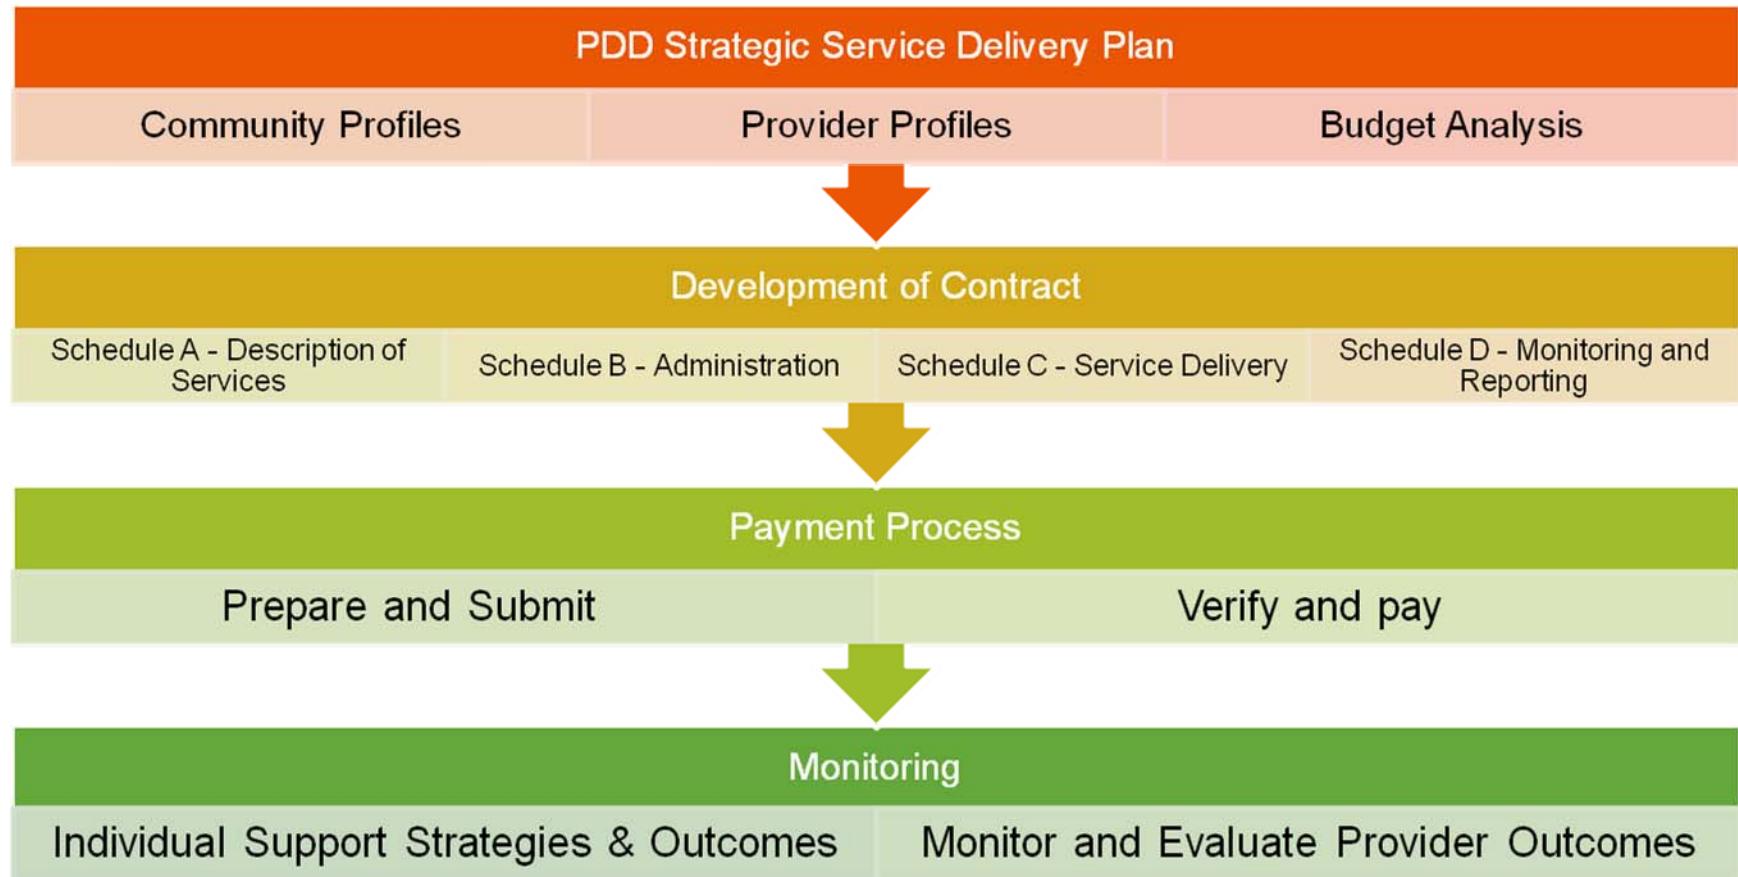 PDD Strategic Service Delivery Plan
Community Profiles
Provider Profiles
Budget Analysis
Development of Contract
Schedule A - Description of
Services
Schedule B - Administration
Schedule C - Service Delivery
Schedule D - Monitoring and
Reporting
Payment Process
Prepare and Submit
Verify and pay
Monitoring
Individual Support Strategies & Outcomes
Monitor and Evaluate Provider Outcomes